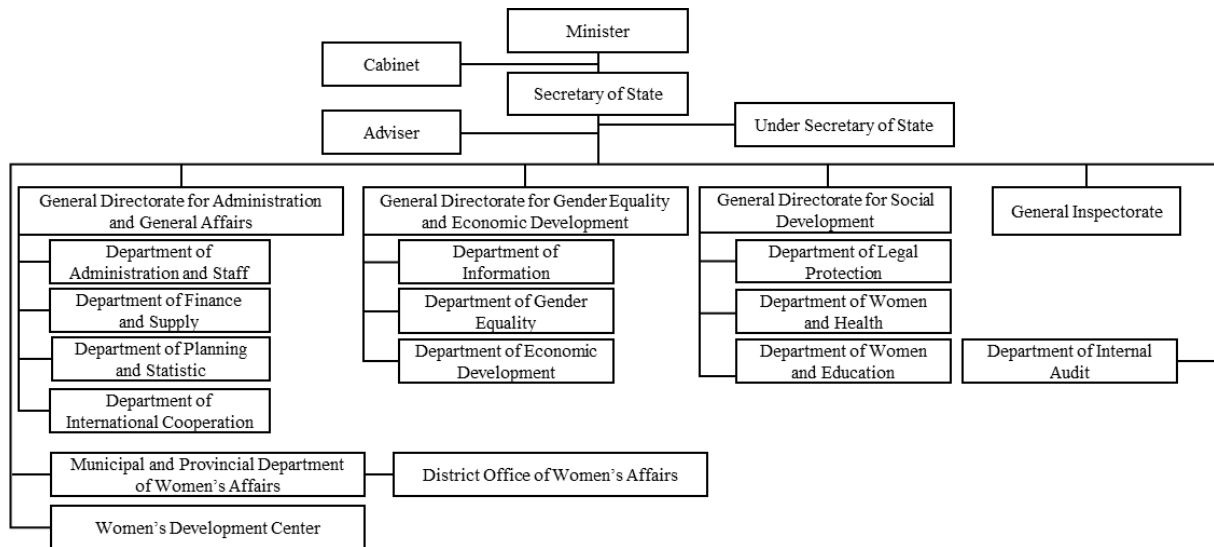 Minister
Cabinet
Secretary of State
Adviser
Under Secretary of State
General Directorate for Administration
and General Affairs
General Directorate for Gender Equality
and Economic Development
General Directorate for Social
Development
General Inspectorate
Department of
Administration and Staff
Department of
Information
Department of Legal
Protection
Department of Finance
and Supply
Department of Gender
Equality
Department of Women
and Health
Department of Planning
and Statistic
Department of Economic
Development
Department of Women
and Education
Department of Internal
Audit
Department of
International Cooperation
Municipal and Provincial Department
of Women's Affairs
District Office of Women's Affairs
Women's Development Center